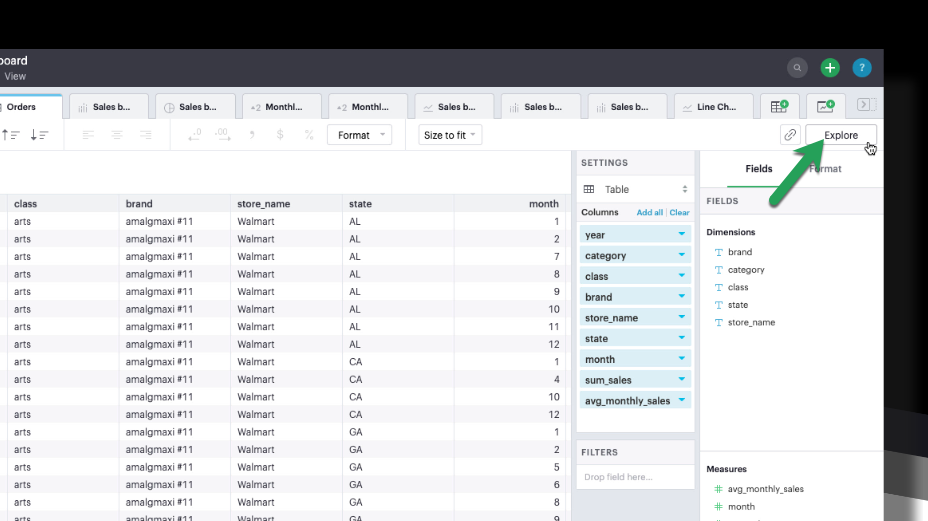 board
View
?
Orders
Sales b...
Sales b...
Monthl...
Monthl...
Sales b...
Sales b...
Sales b...
Line Ch...
.0 .00 , $ %
Format
Size to fit
Explore
SETTINGS
Table
Columns Add all | Clear
year
category
class
brand
store_name
state
month
sum_sales
avg_monthly_sales
FILTERS
Drop field here...
Fields
Format
FIELDS
Dimensions
T brand
T category
T class
T state
T store_name
Measures
# avg_monthly_sales
# month
class brand store_name state month
arts amalgmaxi #11 Walmart AL 1
arts amalgmaxi #11 Walmart AL 2
arts amalgmaxi #11 Walmart AL 7
arts amalgmaxi #11 Walmart AL 8
arts amalgmaxi #11 Walmart AL 9
arts amalgmaxi #11 Walmart AL 10
arts amalgmaxi #11 Walmart AL 11
arts amalgmaxi #11 Walmart AL 12
arts amalgmaxi #11 Walmart CA 1
arts amalgmaxi #11 Walmart CA 4
arts amalgmaxi #11 Walmart CA 10
arts amalgmaxi #11 Walmart CA 12
arts amalgmaxi #11 Walmart GA 1
arts amalgmaxi #11 Walmart GA 2
arts amalgmaxi #11 Walmart GA 5
arts amalgmaxi #11 Walmart GA 6
arts amalgmaxi #11 Walmart GA 8
arts amalgmaxi #11 Walmart GA 9